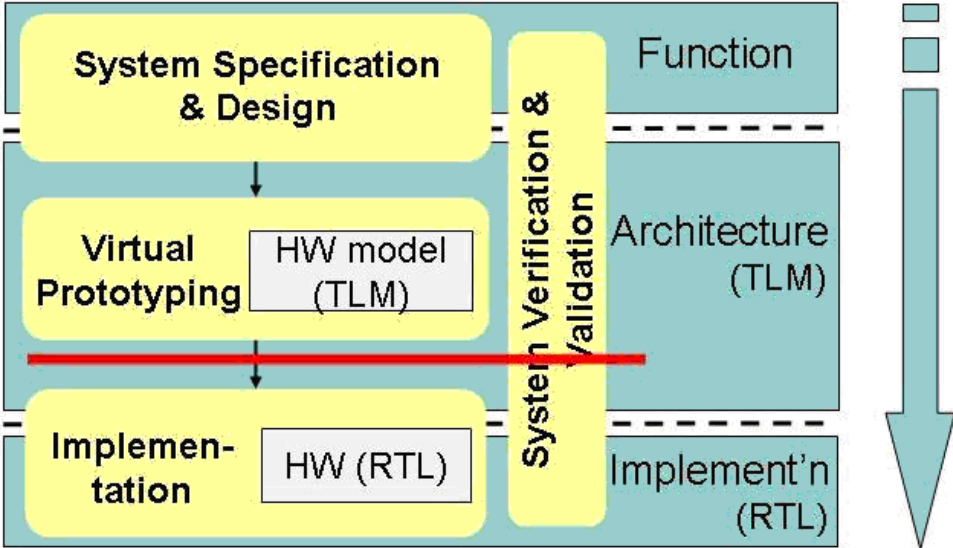 System Specification
& Design
Function
System Verification &
Validation
Virtual
Prototyping
HW model
(TLM)
Architecture
(TLM)
Implemen-
tation
HW (RTL)
Implement'n
(RTL)